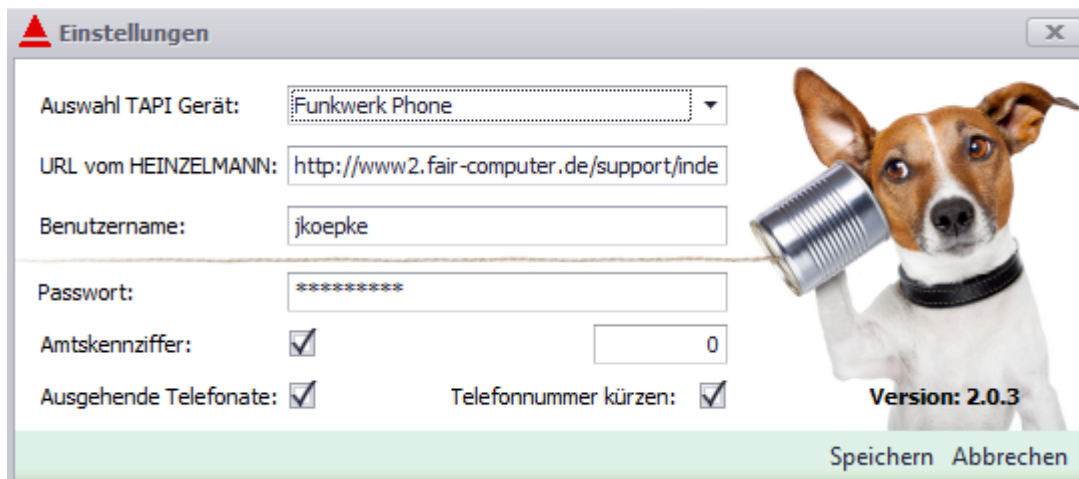 Einstellungen
Auswahl TAPI Gerät: Funkwerk Phone
URL vom HEINZELMANN: http://www2.fair-computer.de/support/inde
Benutzername: jkoepke
Passwort: *********
Amtskennziffer: 0
Ausgehende Telefonate: Telefonnummer kürzen:
Version: 2.0.3
Speichern Abbrechen